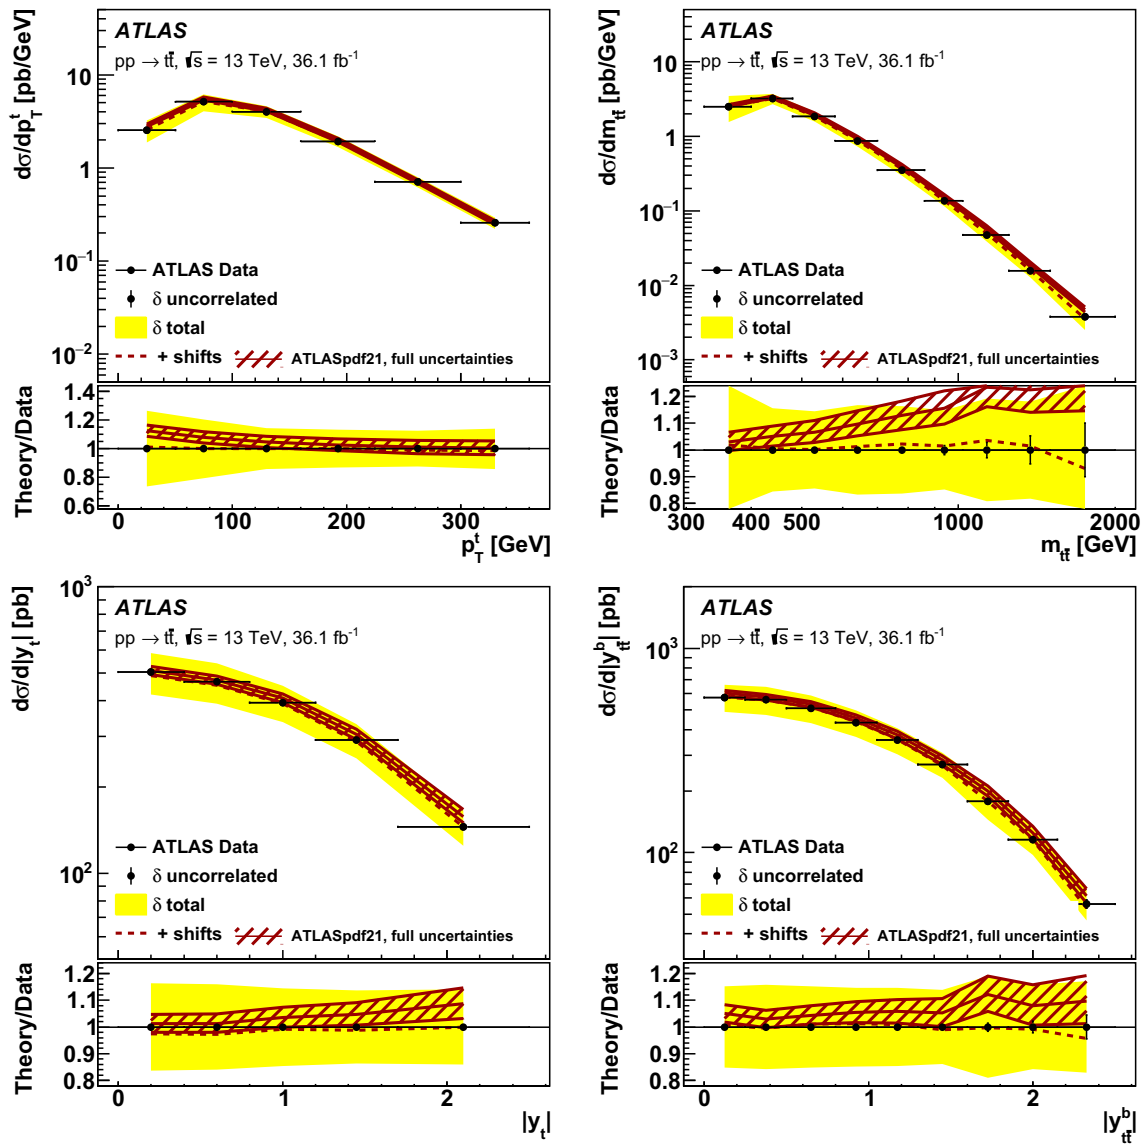 ATLAS
pp → tt̄, √s = 13 TeV, 36.1 fb⁻¹
dσ/dp_T^t [pb/GeV]
10
1
10⁻¹
10⁻²
ATLAS Data
δ uncorrelated
δ total
+ shifts
ATLASpdf21, full uncertainties
Theory/Data
1.4
1.2
1
0.8
0.6
0 100 200 300
p_T^t [GeV]
ATLAS
pp → tt̄, √s = 13 TeV, 36.1 fb⁻¹
dσ/dm_tt̄ [pb/GeV]
10²
10
1
10⁻¹
10⁻²
10⁻³
ATLAS Data
δ uncorrelated
δ total
+ shifts
ATLASpdf21, full uncertainties
Theory/Data
1.2
1.1
1
0.9
0.8
300 400 500 1000 2000
m_tt̄ [GeV]
ATLAS
pp → tt̄, √s = 13 TeV, 36.1 fb⁻¹
dσ/d|y_t| [pb]
10³
10²
ATLAS Data
δ uncorrelated
δ total
+ shifts
ATLASpdf21, full uncertainties
Theory/Data
1.2
1.1
1
0.9
0.8
0 1 2
|y_t|
ATLAS
pp → tt̄, √s = 13 TeV, 36.1 fb⁻¹
dσ/d|y_tt̄^b| [pb]
10³
10²
ATLAS Data
δ uncorrelated
δ total
+ shifts
ATLASpdf21, full uncertainties
Theory/Data
1.2
1.1
1
0.9
0.8
0 1 2
|y_tt̄^b|